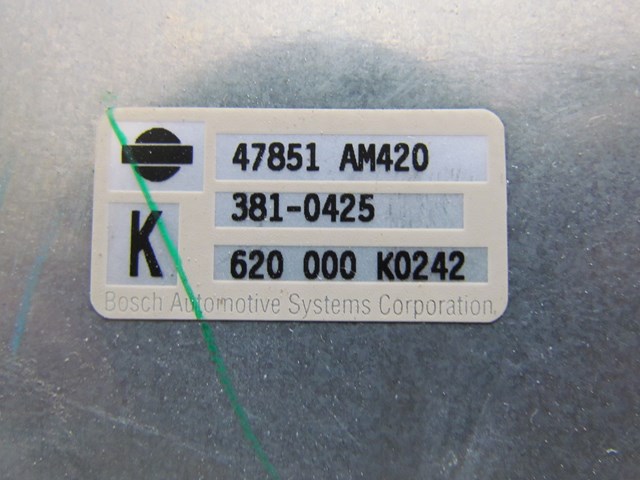 47851 AM420
381-0425
K
620 000 K0242
Bosch Automotive Systems Corporation